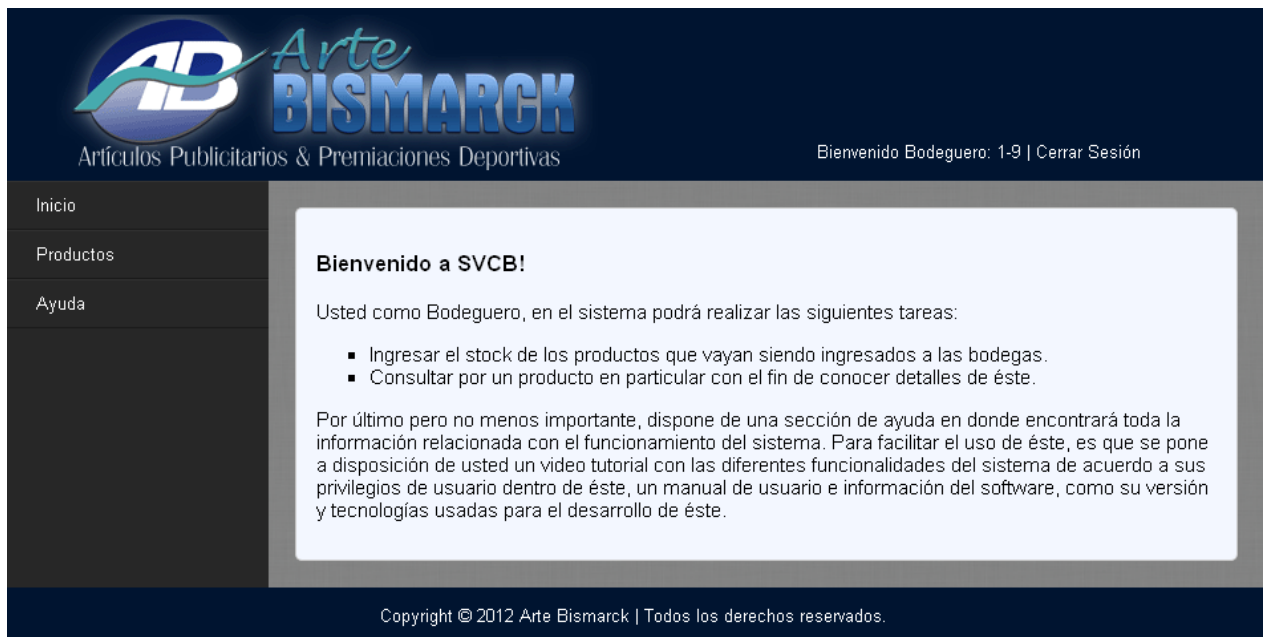 AB Arte
BISMARCK
Artículos Publicitarios & Premiaciones Deportivas
Bienvenido Bodeguero: 1-9 | Cerrar Sesión
Inicio
Productos
Ayuda
Bienvenido a SVCB!
Usted como Bodeguero, en el sistema podrá realizar las siguientes tareas:
Ingresar el stock de los productos que vayan siendo ingresados a las bodegas.
Consultar por un producto en particular con el fin de conocer detalles de éste.
Por último pero no menos importante, dispone de una sección de ayuda en donde encontrará toda la
información relacionada con el funcionamiento del sistema. Para facilitar el uso de éste, es que se pone
a disposición de usted un video tutorial con las diferentes funcionalidades del sistema de acuerdo a sus
privilegios de usuario dentro de éste, un manual de usuario e información del software, como su versión
y tecnologías usadas para el desarrollo de éste.
Copyright © 2012 Arte Bismarck | Todos los derechos reservados.